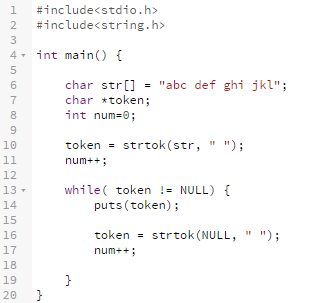 1 #include<stdio.h>
2 #include<string.h>
3
4 int main() {
5
6 char str[] = "abc def ghi jkl";
7 char *token;
8 int num=0;
9
10 token = strtok(str, " ");
11 num++;
12
13 while( token != NULL) {
14 puts(token);
15
16 token = strtok(NULL, " ");
17 num++;
18
19 }
20 }